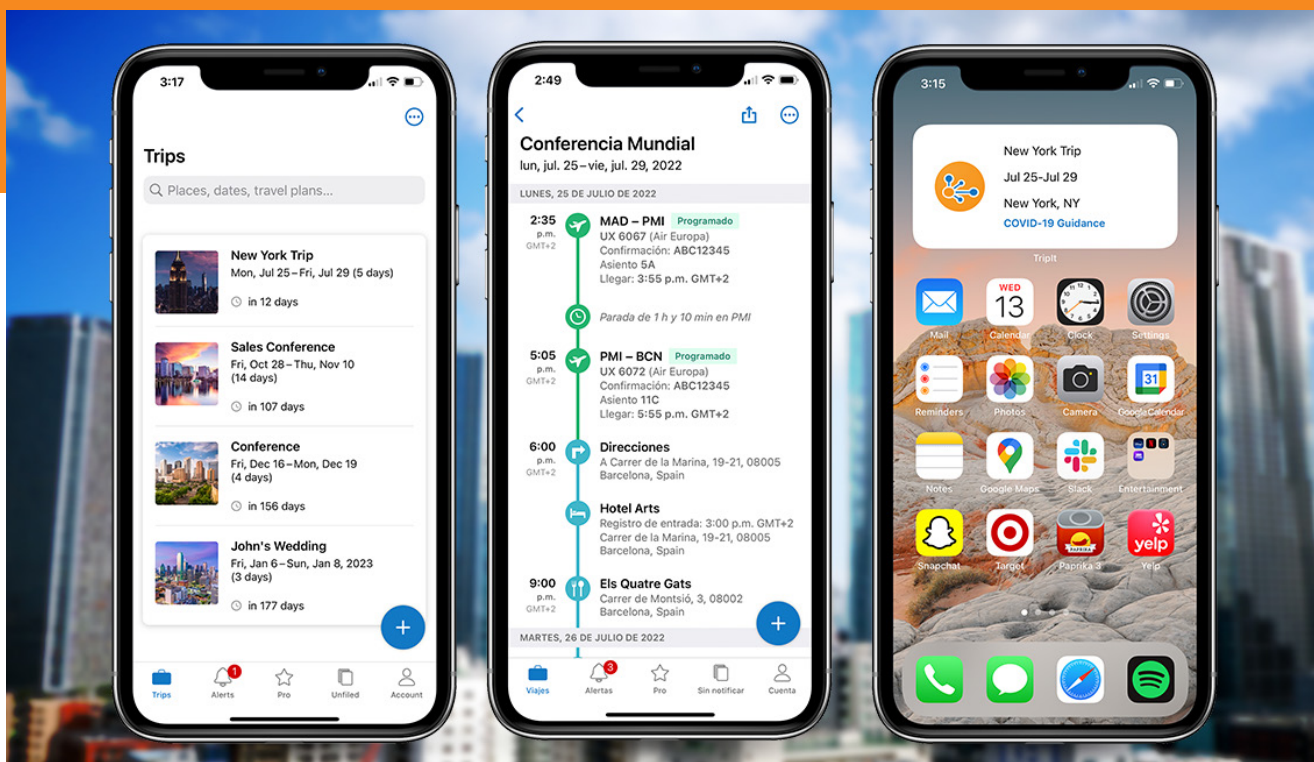 3:17
Trips
Places, dates, travel plans...
New York Trip
Mon, Jul 25 – Fri, Jul 29 (5 days)
in 12 days
Sales Conference
Fri, Oct 28 – Thu, Nov 10
(14 days)
in 107 days
Conference
Fri, Dec 16 – Mon, Dec 19
(4 days)
in 156 days
John's Wedding
Fri, Jan 6 – Sun, Jan 8, 2023
(3 days)
in 177 days
+
1
Trips
Alerts
Pro
Unfiled
Account
2:49
Conferencia Mundial
lun, jul. 25 – vie, jul. 29, 2022
LUNES, 25 DE JULIO DE 2022
2:35
p.m.
GMT+2
MAD – PMI Programado
UX 6067 (Air Europa)
Confirmación: ABC12345
Asiento 5A
Llegar: 3:55 p.m. GMT+2
Parada de 1 h y 10 min en PMI
5:05
p.m.
GMT+2
PMI – BCN Programado
UX 6072 (Air Europa)
Confirmación: ABC12345
Asiento 11C
Llegar: 5:55 p.m. GMT+2
6:00
p.m.
GMT+2
Direcciones
A Carrer de la Marina, 19-21, 08005
Barcelona, Spain
Hotel Arts
Registro de entrada: 3:00 p.m. GMT+2
Carrer de la Marina, 19-21, 08005
Barcelona, Spain
9:00
p.m.
GMT+2
Els Quatre Gats
Carrer de Montsió, 3, 08002
Barcelona, Spain
+
MARTES, 26 DE JULIO DE 2022
3
Viajes
Alertas
Pro
Sin notificar
Cuenta
3:15
New York Trip
Jul 25-Jul 29
New York, NY
COVID-19 Guidance
TripIt
WED
13
Mail
Calendar
Clock
Settings
31
Reminders
Photos
Camera
Google Calendar
Notes
Google Maps
Slack
Entertainment
PAPRIKA
yelp
Snapchat
Target
Paprika 3
Yelp